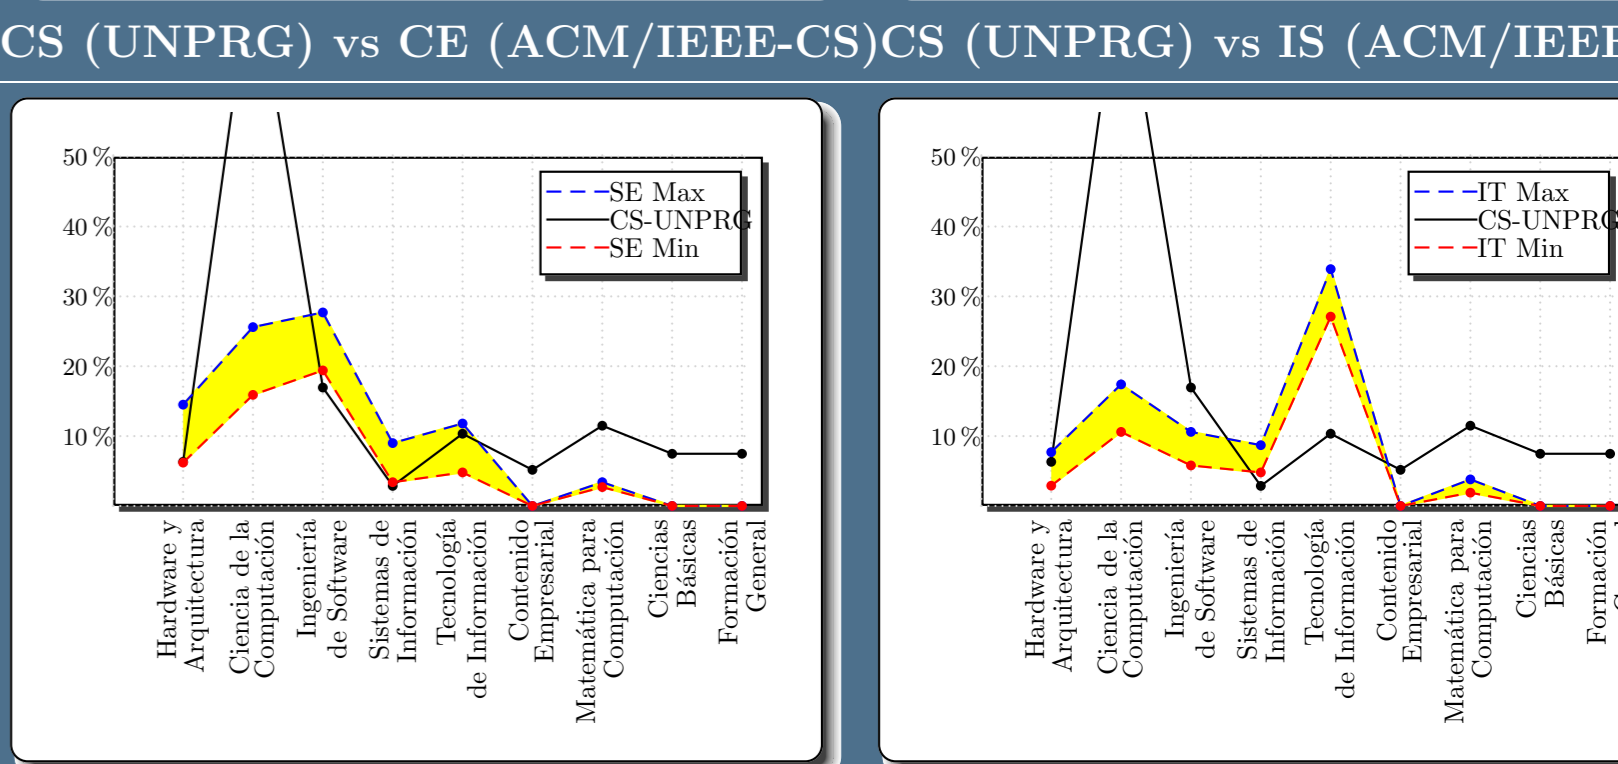 CS (UNPRG) vs CE (ACM/IEEE-CS)
50 %
40 %
30 %
20 %
10 %
SE Max
CS-UNPRG
SE Min
Hardware y
Arquitectura
Ciencia de la
Computación
Ingeniería
de Software
Sistemas de
Información
Tecnología
de Información
Contenido
Empresarial
Matemática para
Computación
Ciencias
Básicas
Formación
General
CS (UNPRG) vs IS (ACM/IEEE
50 %
40 %
30 %
20 %
10 %
IT Max
CS-UNPRG
IT Min
Hardware y
Arquitectura
Ciencia de la
Computación
Ingeniería
de Software
Sistemas de
Información
Tecnología
de Información
Contenido
Empresarial
Matemática para
Computación
Ciencias
Básicas
Formación